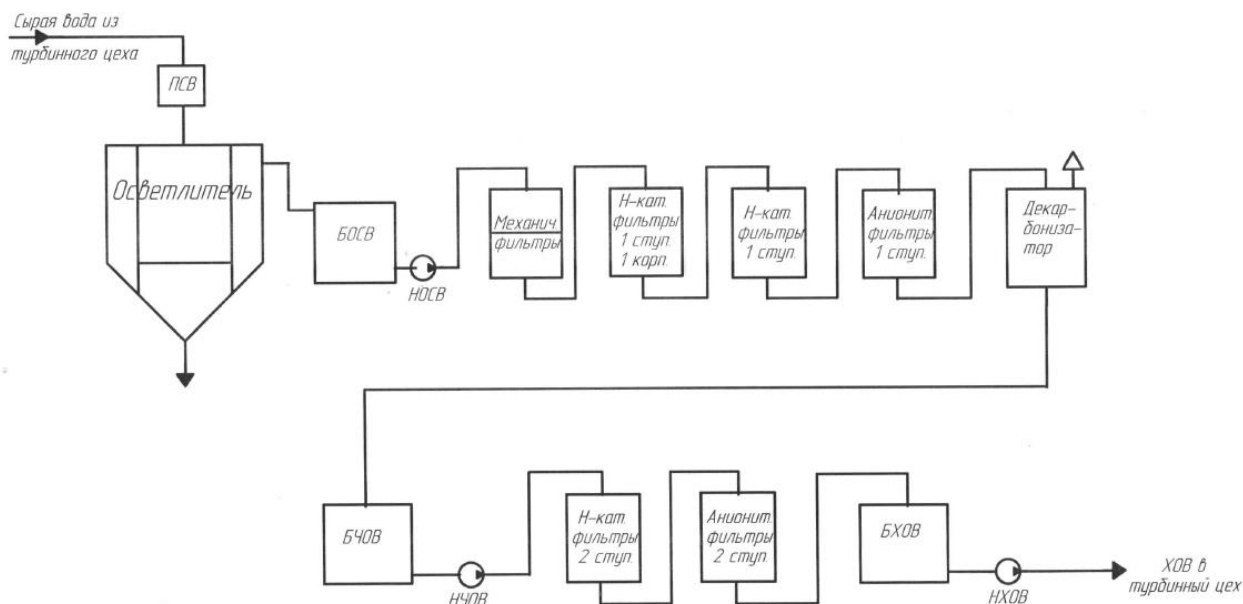 Сырая вода из
турбинного цеха
ПСВ
Осветлитель
БОСВ
НОСВ
Механич.
фильтры
Н-кат.
фильтры
1 ступ.
1 корп.
Н-кат.
фильтры
1 ступ.
Анионит.
фильтры
1 ступ.
Декар-
бониза-
тор
БЧОВ
НЧОВ
Н-кат.
фильтры
2 ступ.
Анионит.
фильтры
2 ступ.
БХОВ
НХОВ
ХОВ в
турбинный цех